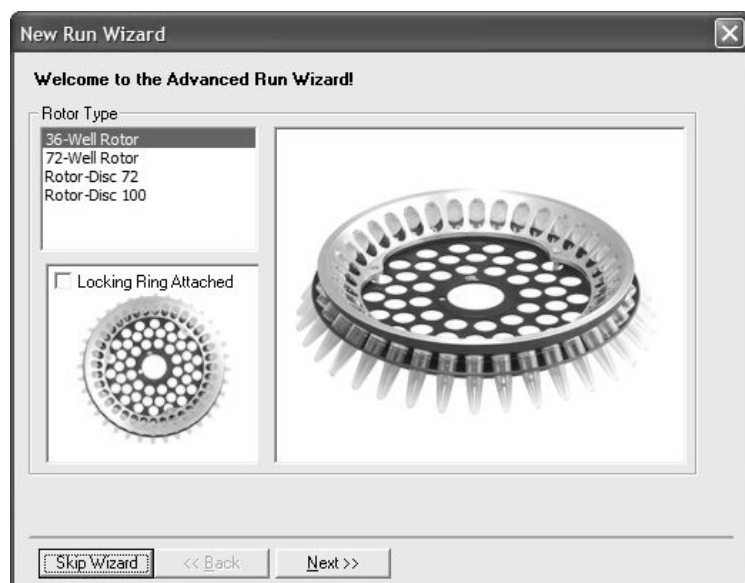 New Run Wizard
Welcome to the Advanced Run Wizard!
Rotor Type
36-Well Rotor
72-Well Rotor
Rotor-Disc 72
Rotor-Disc 100
Locking Ring Attached
Skip Wizard
<< Back
Next >>